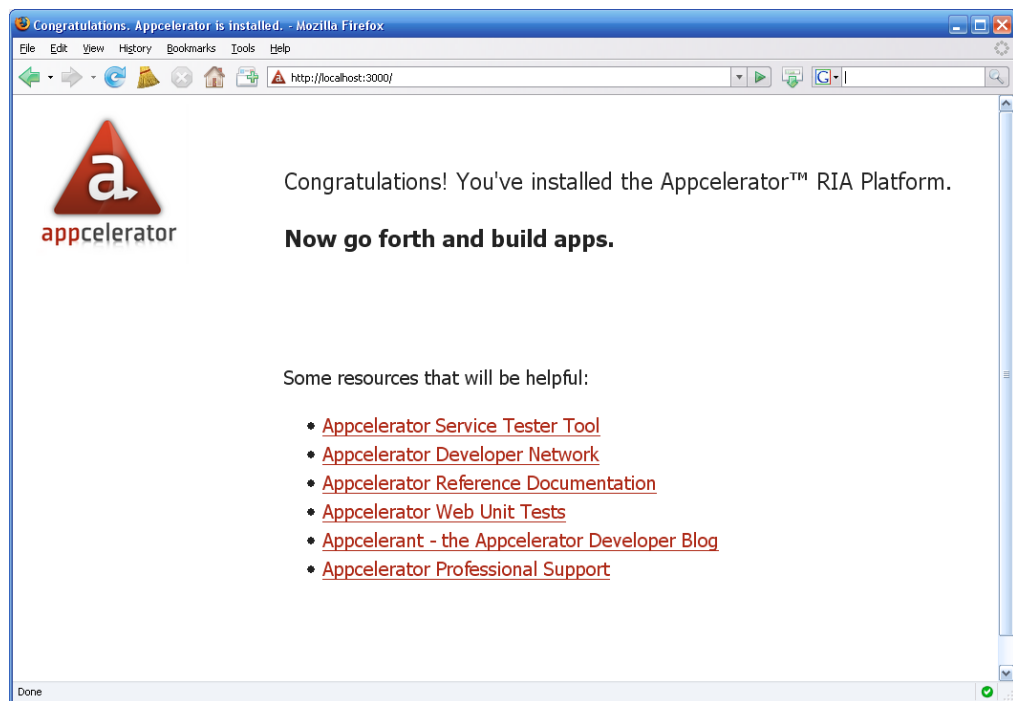 Congratulations. Appcelerator is installed. - Mozilla Firefox
File Edit View History Bookmarks Tools Help
http://localhost:3000/
G
a
appcelerator
Congratulations! You've installed the Appcelerator™ RIA Platform.
Now go forth and build apps.
Some resources that will be helpful:
• Appcelerator Service Tester Tool
• Appcelerator Developer Network
• Appcelerator Reference Documentation
• Appcelerator Web Unit Tests
• Appcelerant - the Appcelerator Developer Blog
• Appcelerator Professional Support
Done